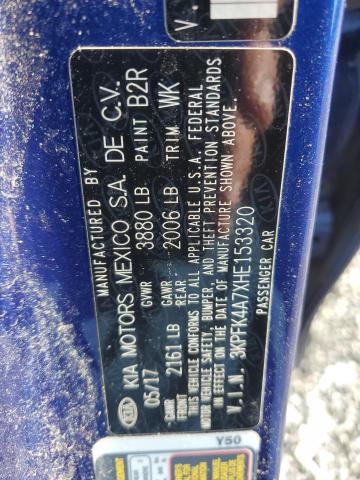 MANUFACTURED BY
KIA KIA MOTORS MEXICO S.A. DE C.V.
05/17 GVWR 3880 LB PAINT B2R
GAWR FRONT 2161 LB GAWR REAR 2006 LB TRIM WK
THIS VEHICLE CONFORMS TO ALL APPLICABLE U.S.A. FEDERAL
MOTOR VEHICLE SAFETY, BUMPER, AND THEFT PREVENTION STANDARDS
IN EFFECT ON THE DATE OF MANUFACTURE SHOWN ABOVE.
V.I.N. 3KPFK4A7XHE153320
PASSENGER CAR
V.
Y50